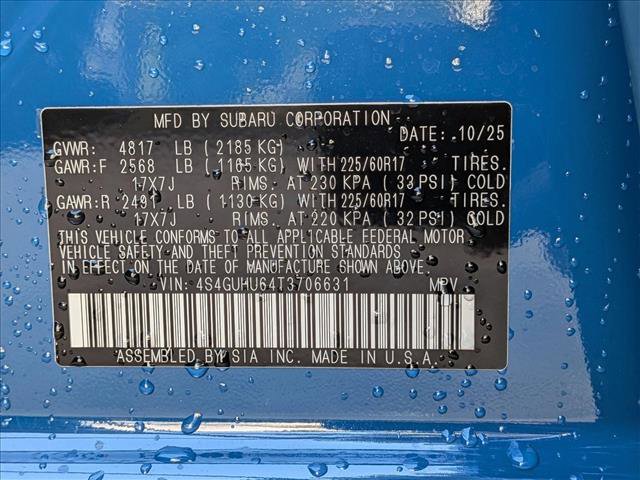 MFD BY SUBARU CORPORATION
DATE: 10/25
GVWR: 4817 LB (2185 KG)
GAWR:F 2568 LB (1165 KG) WITH 225/60R17 TIRES.
17X7J RIMS. AT 230 KPA (33 PSI) COLD
GAWR:R 2491 LB (1130 KG) WITH 225/60R17 TIRES.
17X7J RIMS. AT 220 KPA (32 PSI) COLD
THIS VEHICLE CONFORMS TO ALL APPLICABLE FEDERAL MOTOR
VEHICLE SAFETY AND THEFT PREVENTION STANDARDS
IN EFFECT ON THE DATE OF MANUFACTURE SHOWN ABOVE.
VIN: 4S4GUHU64T3706631 MPV
ASSEMBLED BY SIA INC. MADE IN U.S.A.